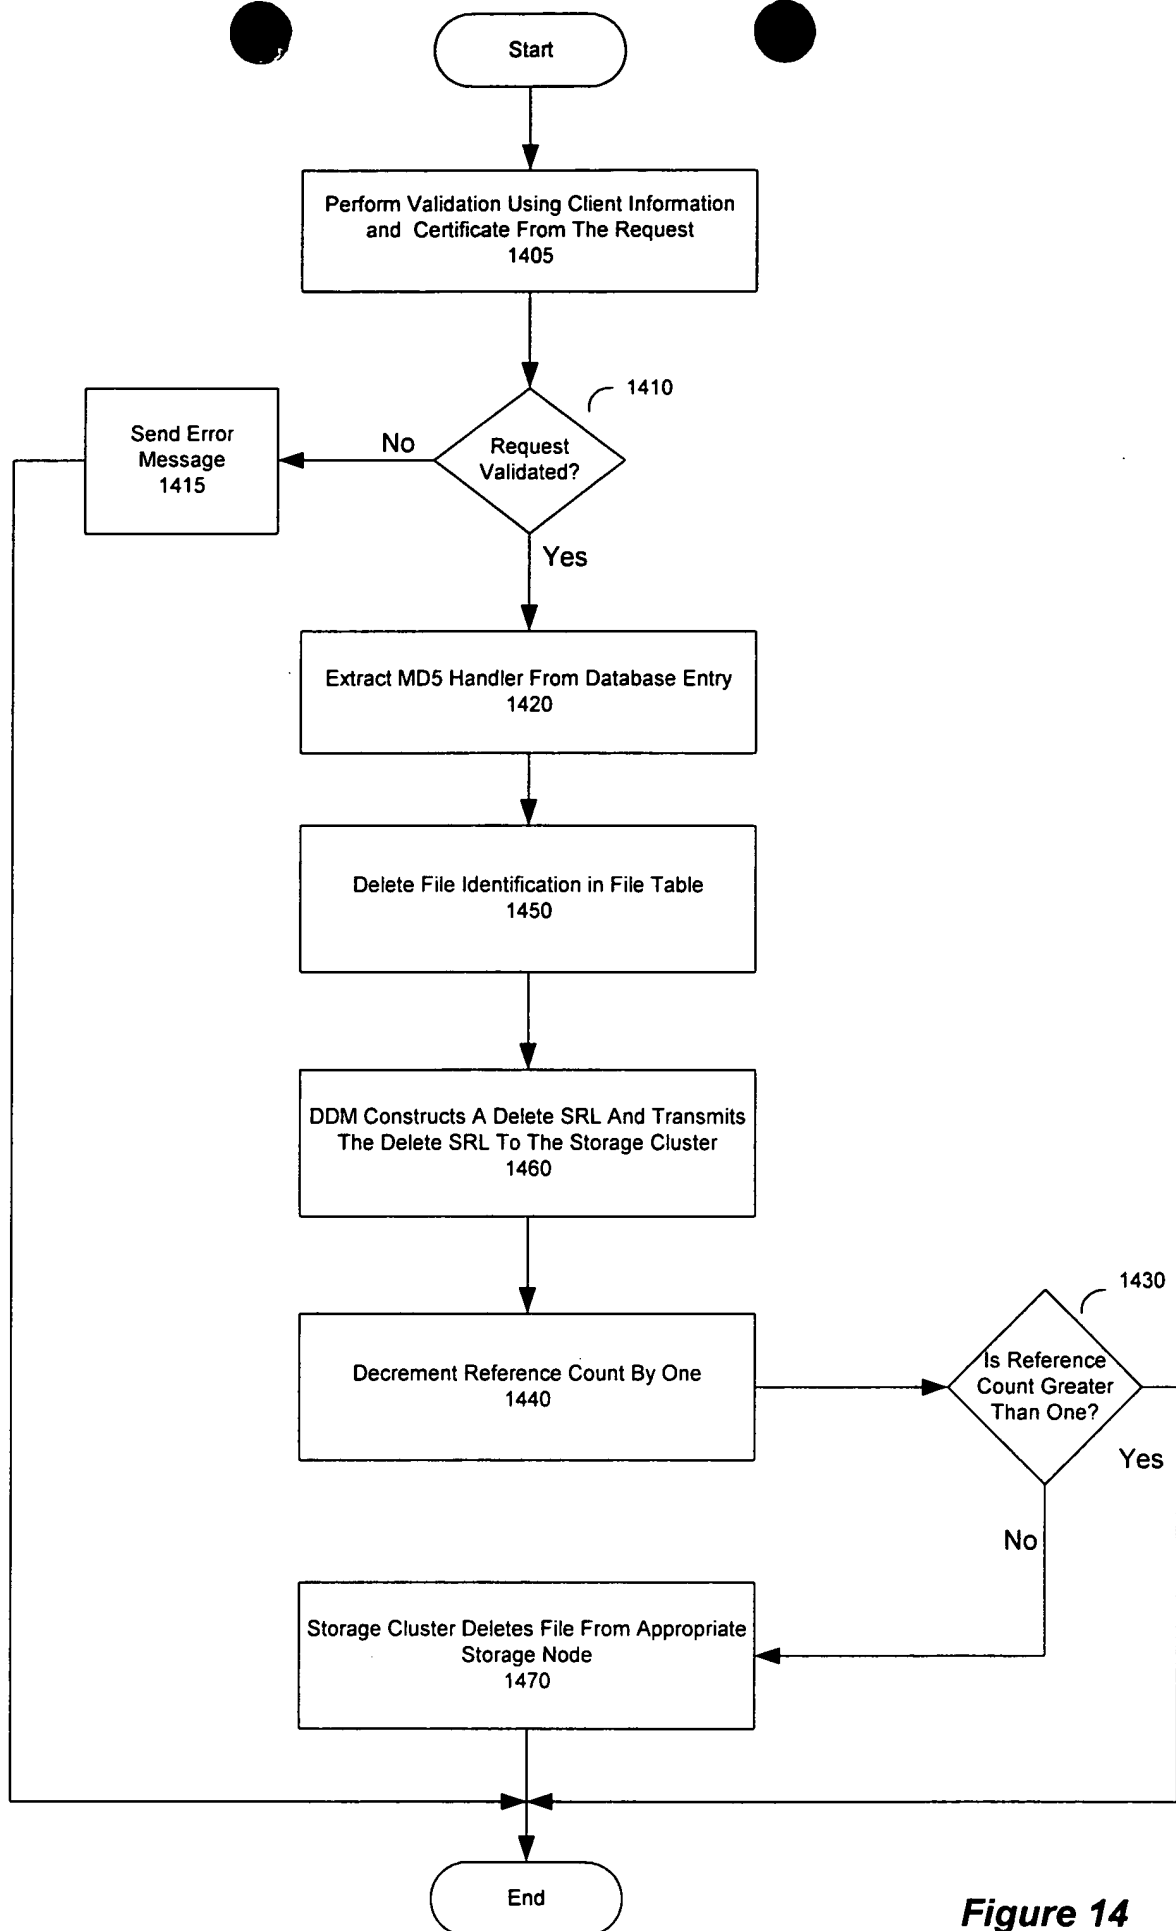 Start
Perform Validation Using Client Information
and Certificate From The Request
1405
1410
Send Error
Message
1415
No
Request
Validated?
Yes
Extract MD5 Handler From Database Entry
1420
Delete File Identification in File Table
1450
DDM Constructs A Delete SRL And Transmits
The Delete SRL To The Storage Cluster
1460
1430
Decrement Reference Count By One
1440
Is Reference
Count Greater
Than One?
Yes
No
Storage Cluster Deletes File From Appropriate
Storage Node
1470
End
Figure 14